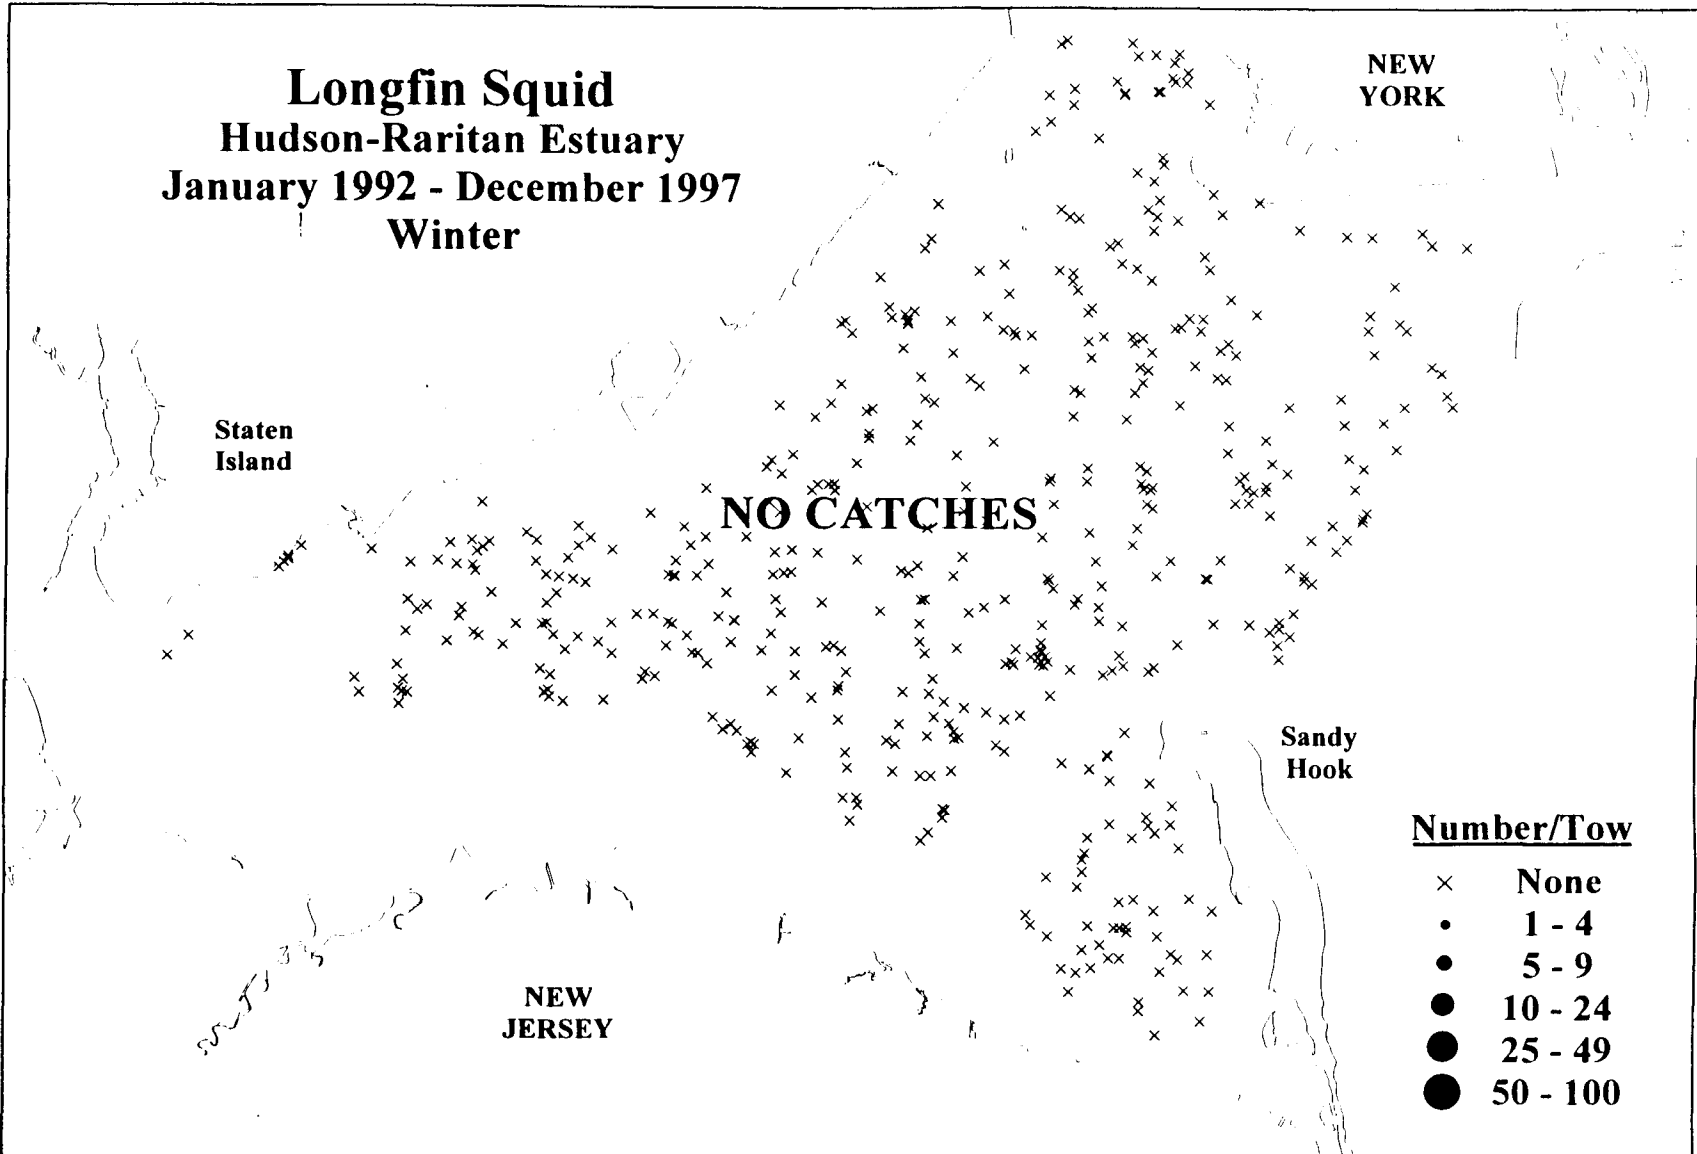 Longfin Squid
Hudson-Raritan Estuary
January 1992 - December 1997
Winter
NEW
YORK
Staten
Island
NO CATCHES
Sandy
Hook
NEW
JERSEY
Number/Tow
None
1 - 4
5 - 9
10 - 24
25 - 49
50 - 100